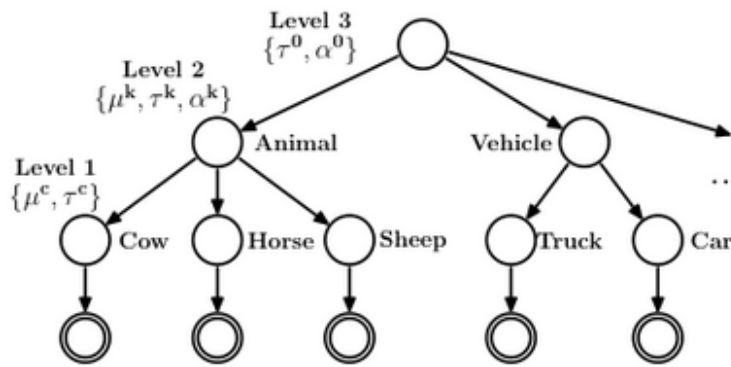 Level 3
{τ⁰, α⁰}
Level 2
{μᵏ, τᵏ, αᵏ}
Animal
Vehicle
Level 1
{μᶜ, τᶜ}
...
Cow
Horse
Sheep
Truck
Car